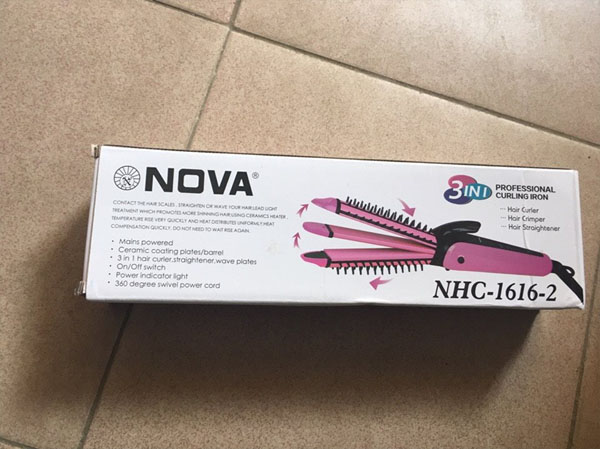 NOVA®
CONTACT THE HAIR SCALES , STRAIGHTEN OR WAVE YOUR HAIR,LEAD LIGHT
TREATMENT WHICH PROMOTED MORE SHINNING HAIR,USING CERAMICS HEATER ,
TEMPERATURE RISE VERY QUICKLY AND HEAT DISTRIBUTES UNIFORMLY.HEAT
COMPENSATION QUICKLY, DO NOT NEED TO WAIT RISE AGAIN.
· Mains powered
· Ceramic coating plates/barrel
· 3 in 1 hair curler,straightener,wave plates
· On/Off switch
· Power indicator light
· 360 degree swivel power cord
3 IN 1
PROFESSIONAL
CURLING IRON
--- Hair Curler
--- Hair Crimper
--- Hair Straightener
NHC-1616-2